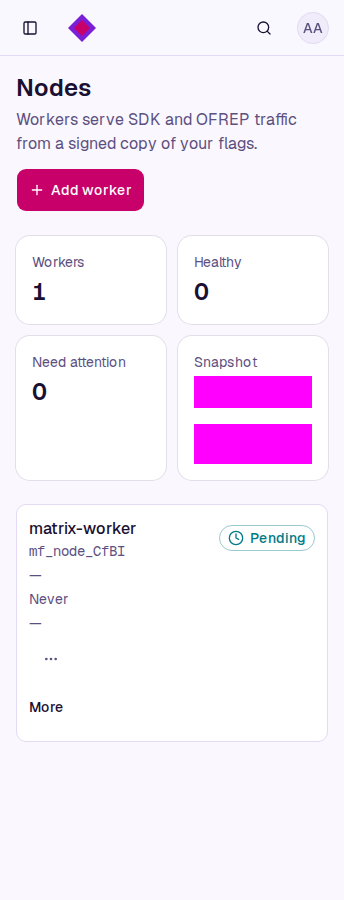 AA
Nodes
Workers serve SDK and OFREP traffic
from a signed copy of your flags.
Add worker
Workers
1
Healthy
0
Need attention
0
Snapshot
matrix-worker
Pending
mf_node_CfBI
—
Never
—
...
More